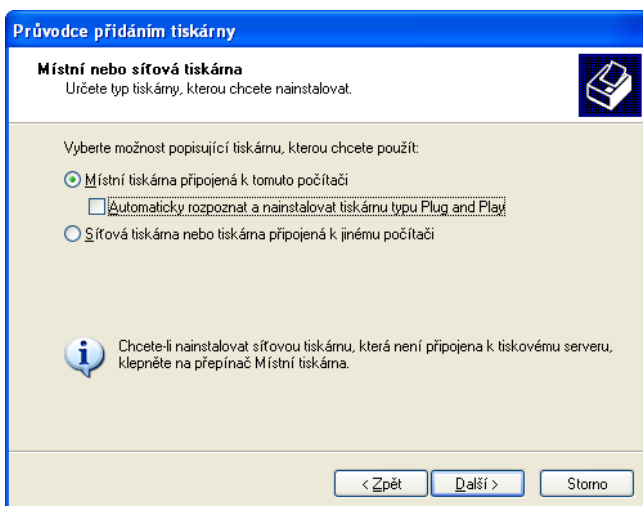 Průvodce přidáním tiskárny
Místní nebo síťová tiskárna
Určete typ tiskárny, kterou chcete nainstalovat.
Vyberte možnost popisující tiskárnu, kterou chcete použít:
Místní tiskárna připojená k tomuto počítači
Automaticky rozpoznat a nainstalovat tiskárnu typu Plug and Play
Síťová tiskárna nebo tiskárna připojená k jinému počítači
Chcete-li nainstalovat síťovou tiskárnu, která není připojena k tiskovému serveru,
klepněte na přepínač Místní tiskárna.
< Zpět Další > Storno